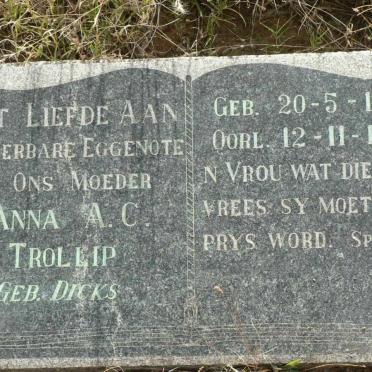 LIEFDE AAN
EGGENOTE
ONS MOEDER
ANNA A. C.
TROLLIP
GEB. DICKS
GEB. 20-5-1
OORL. 12-11-1
N VROU WAT DIE
VREES SY MOET
PRYS WORD. SP